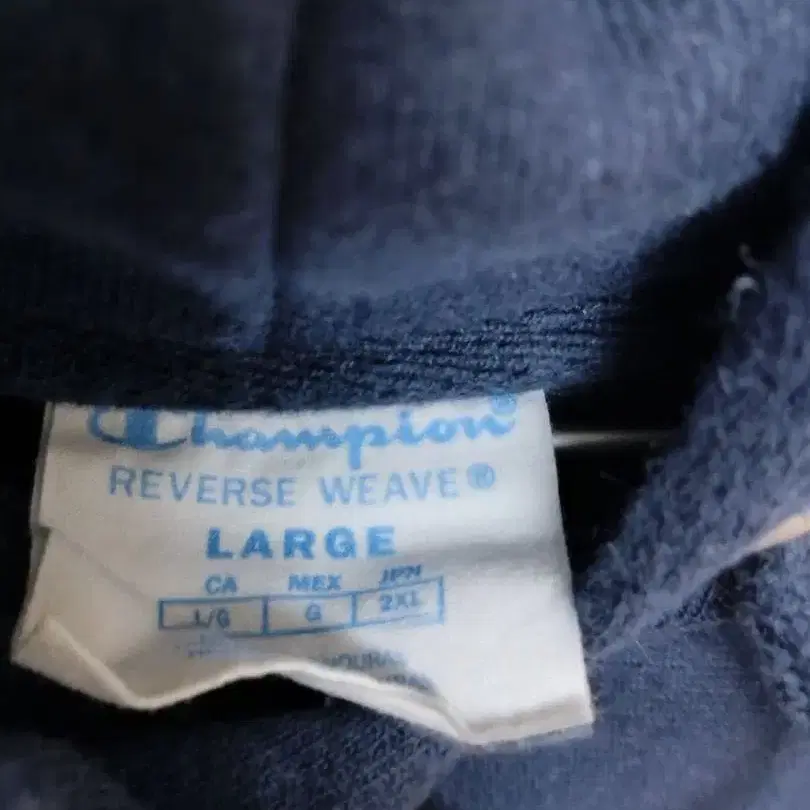 Champion®
REVERSE WEAVE®
LARGE
CA MEX JPN
L/G G 2XL